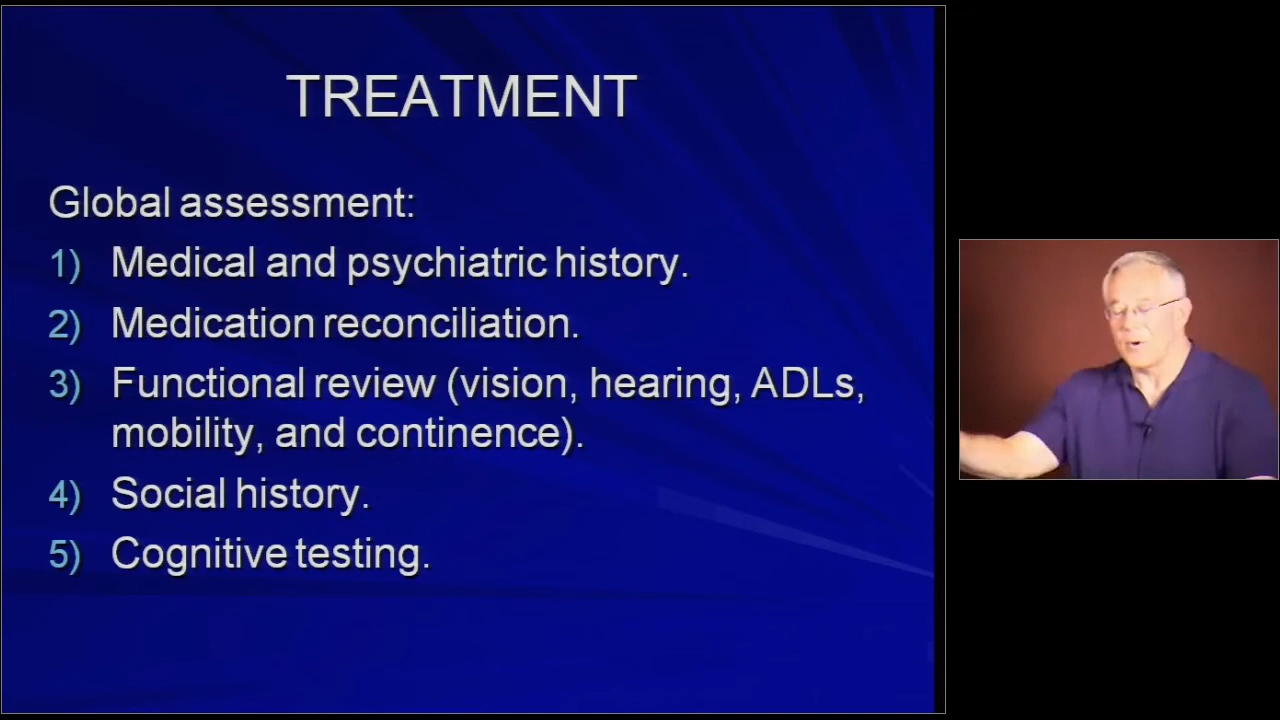 TREATMENT
Global assessment:
1) Medical and psychiatric history.
2) Medication reconciliation.
3) Functional review (vision, hearing, ADLs,
mobility, and continence).
4) Social history.
5) Cognitive testing.